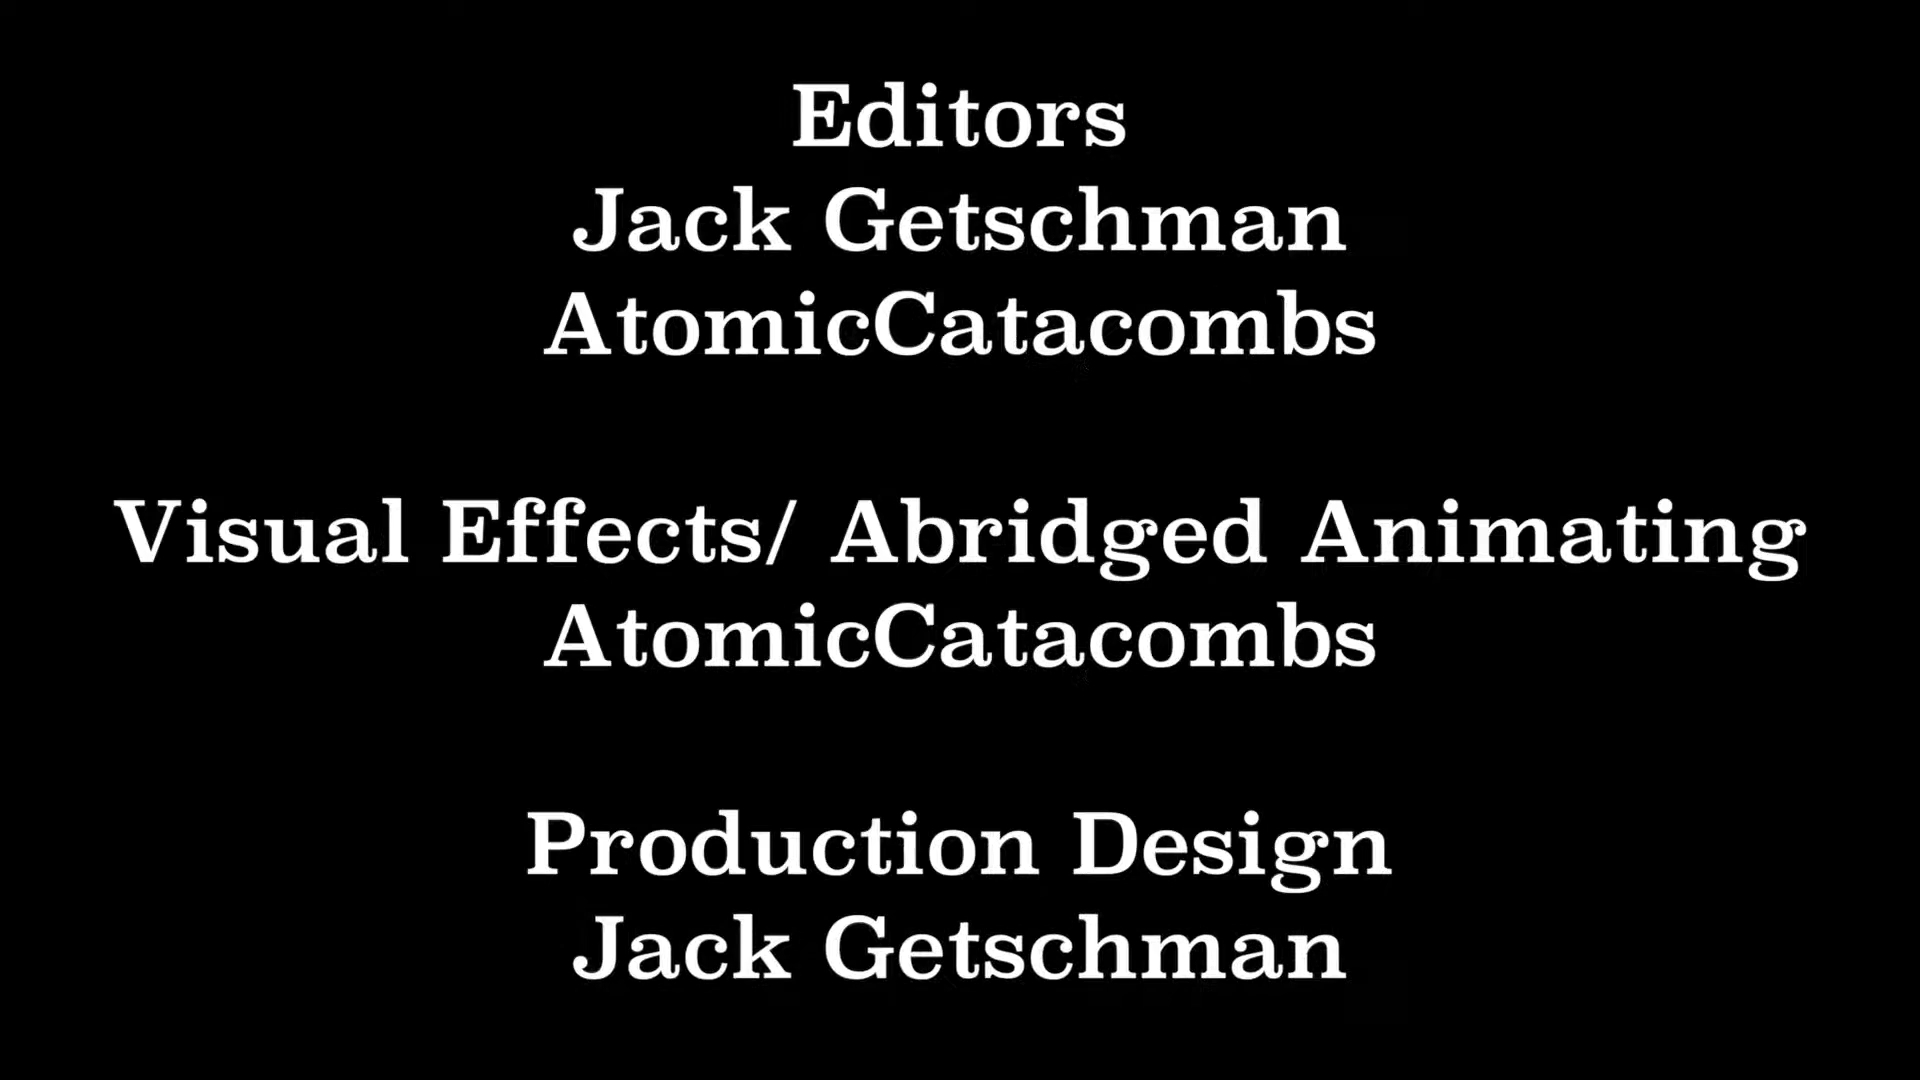 Editors
Jack Getschman
AtomicCatacombs
Visual Effects/ Abridged Animating
AtomicCatacombs
Production Design
Jack Getschman